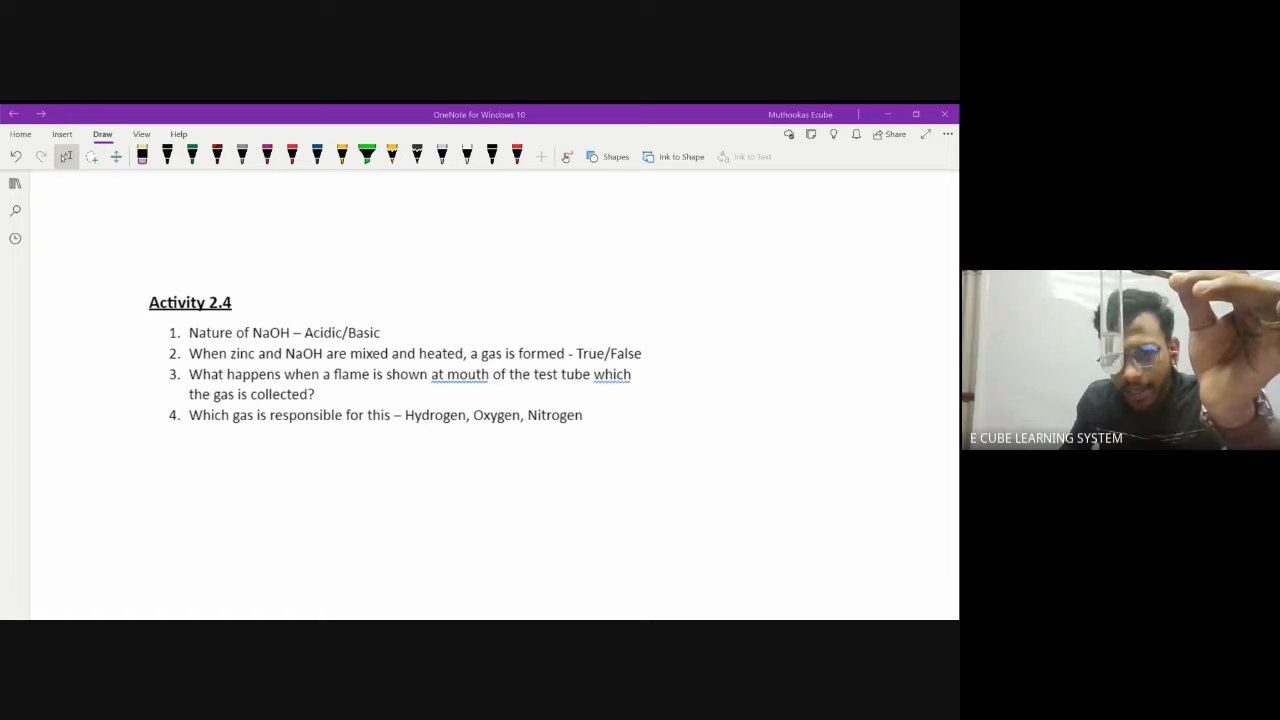 OneNote for Windows 10
Muthookas Ecube
Home Insert Draw View Help
Share
Shapes Ink to Shape Ink to Text
Activity 2.4
1. Nature of NaOH – Acidic/Basic
2. When zinc and NaOH are mixed and heated, a gas is formed - True/False
3. What happens when a flame is shown at mouth of the test tube which
the gas is collected?
4. Which gas is responsible for this – Hydrogen, Oxygen, Nitrogen
E CUBE LEARNING SYSTEM